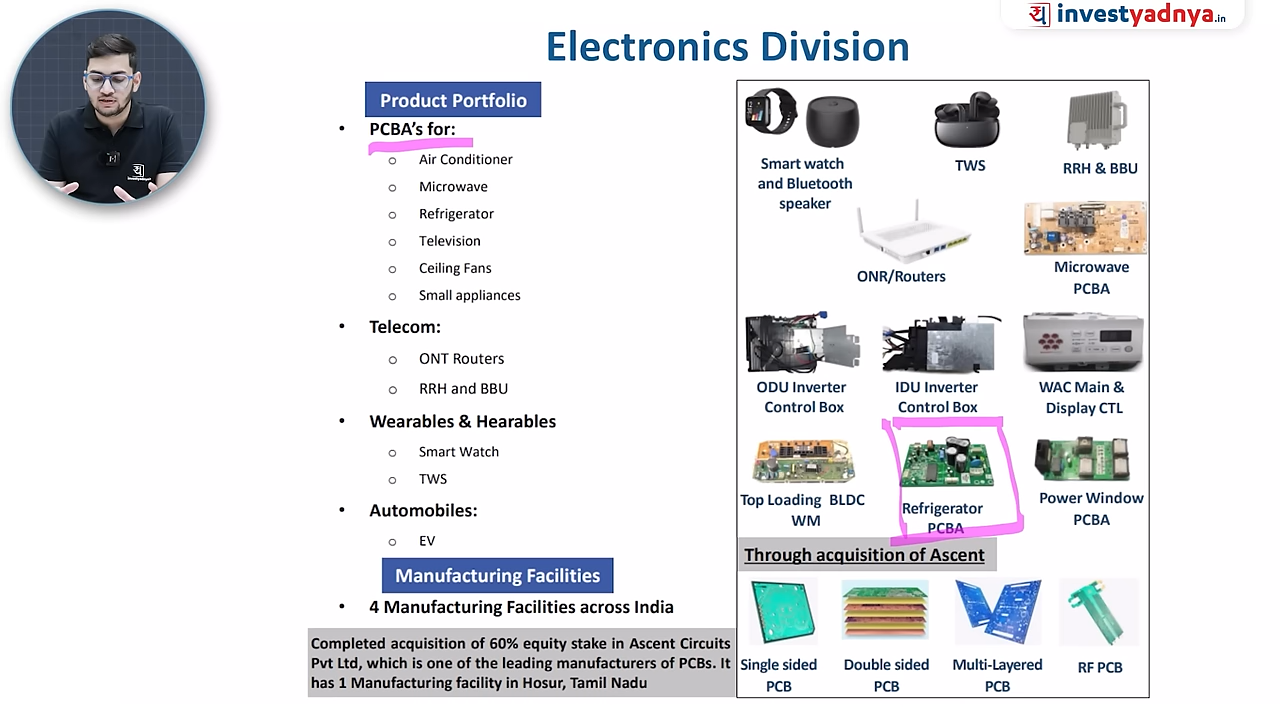 investyadnya.in
Electronics Division
Product Portfolio
• PCBA's for:
o Air Conditioner
o Microwave
o Refrigerator
o Television
o Ceiling Fans
o Small appliances
• Telecom:
o ONT Routers
o RRH and BBU
• Wearables & Hearables
o Smart Watch
o TWS
• Automobiles:
o EV
Manufacturing Facilities
• 4 Manufacturing Facilities across India
Completed acquisition of 60% equity stake in Ascent Circuits
Pvt Ltd, which is one of the leading manufacturers of PCBs. It
has 1 Manufacturing facility in Hosur, Tamil Nadu
Smart watch
and Bluetooth
speaker
TWS
RRH & BBU
ONR/Routers
Microwave
PCBA
ODU Inverter
Control Box
IDU Inverter
Control Box
WAC Main &
Display CTL
Top Loading BLDC
WM
Refrigerator
PCBA
Power Window
PCBA
Through acquisition of Ascent
Single sided
PCB
Double sided
PCB
Multi-Layered
PCB
RF PCB